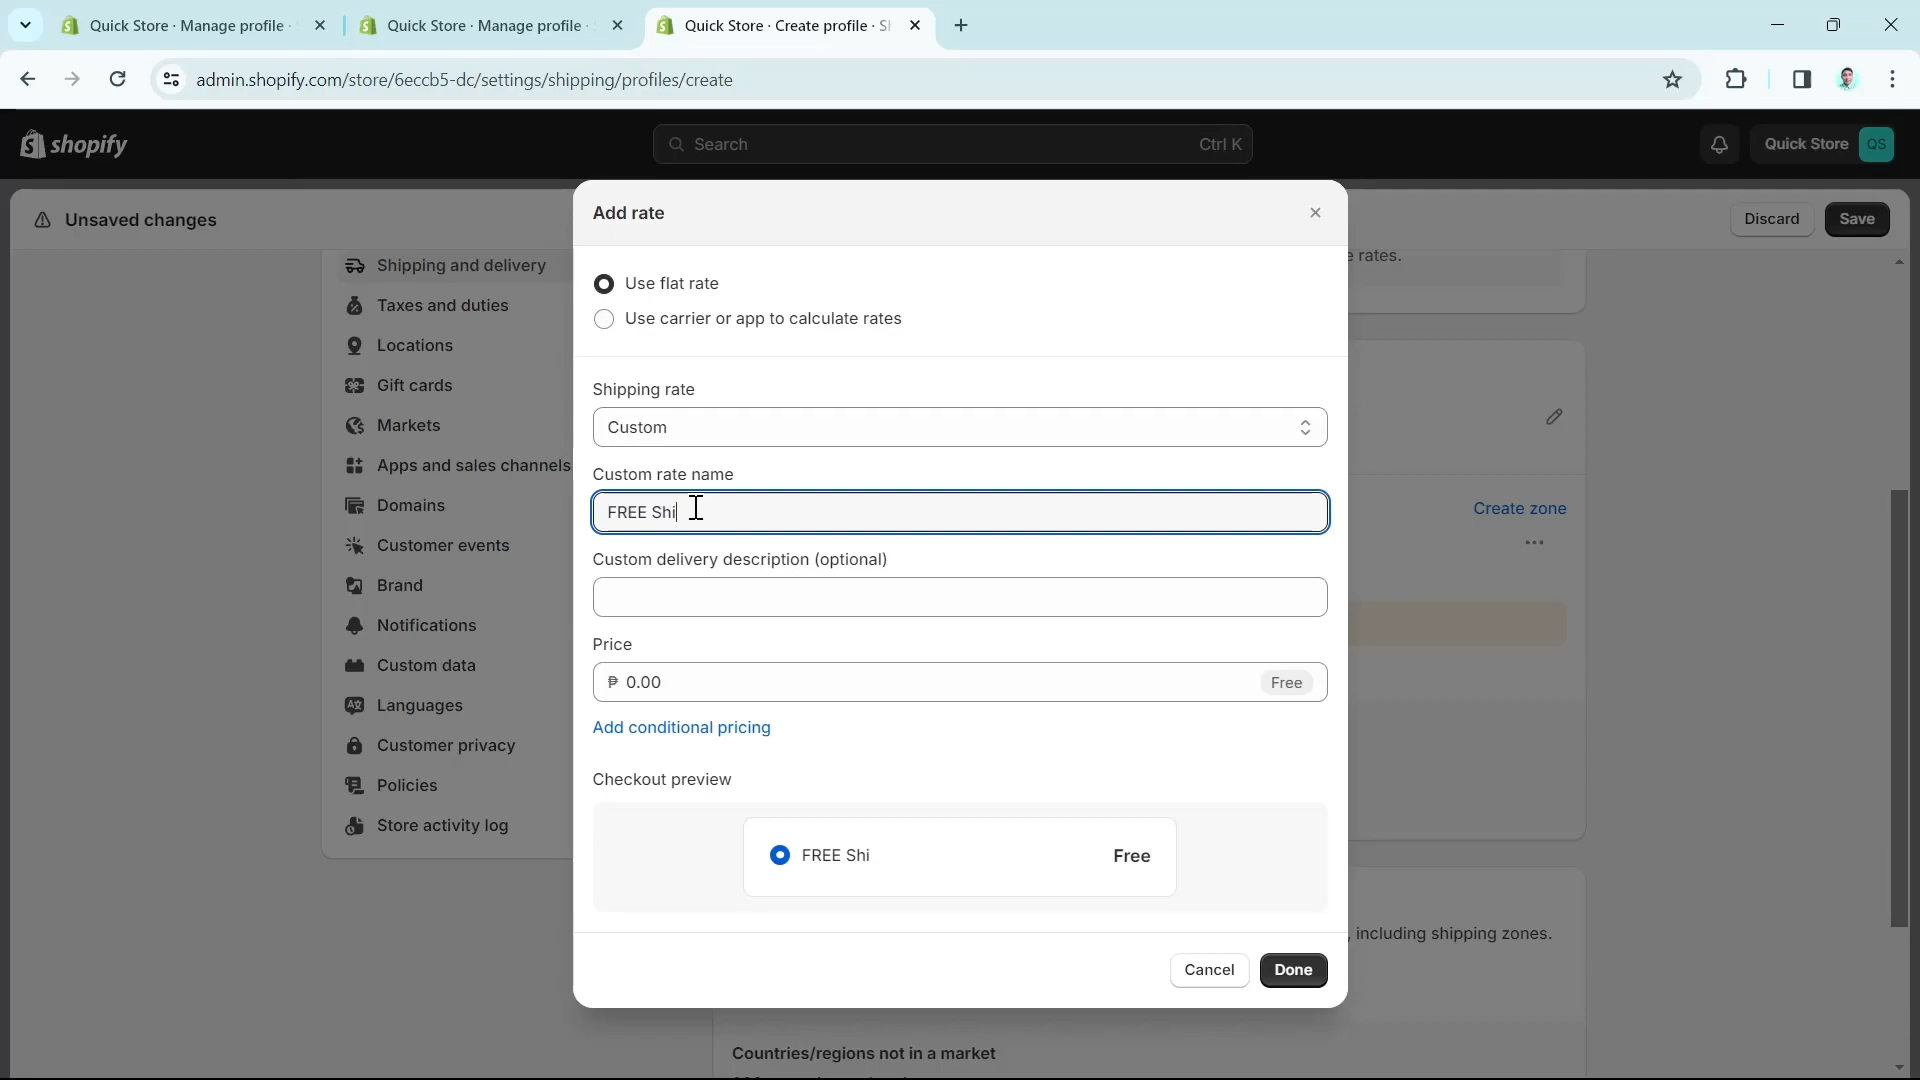 Quick Store · Manage profile ·
Quick Store · Manage profile ·
Quick Store · Create profile ·
admin.shopify.com/store/6eccb5-dc/settings/shipping/profiles/create
shopify
Search
Ctrl K
Quick Store
QS
Unsaved changes
Discard
Save
Add rate
Use flat rate
Use carrier or app to calculate rates
e rates.
Shipping and delivery
Taxes and duties
Locations
Gift cards
Markets
Apps and sales channels
Domains
Customer events
Brand
Notifications
Custom data
Languages
Customer privacy
Policies
Store activity log
Shipping rate
Custom
Custom rate name
FREE Shi
Create zone
Custom delivery description (optional)
Price
₱ 0.00
Free
Add conditional pricing
Checkout preview
FREE Shi
Free
, including shipping zones.
Cancel
Done
Countries/regions not in a market